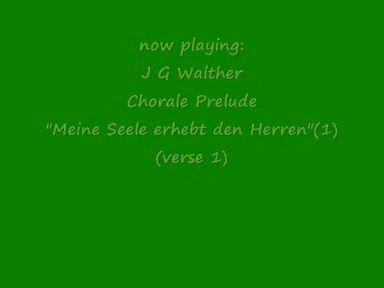 now playing:
J G Walther
Chorale Prelude
"Meine Seele erhebt den Herren"(1)
(verse 1)